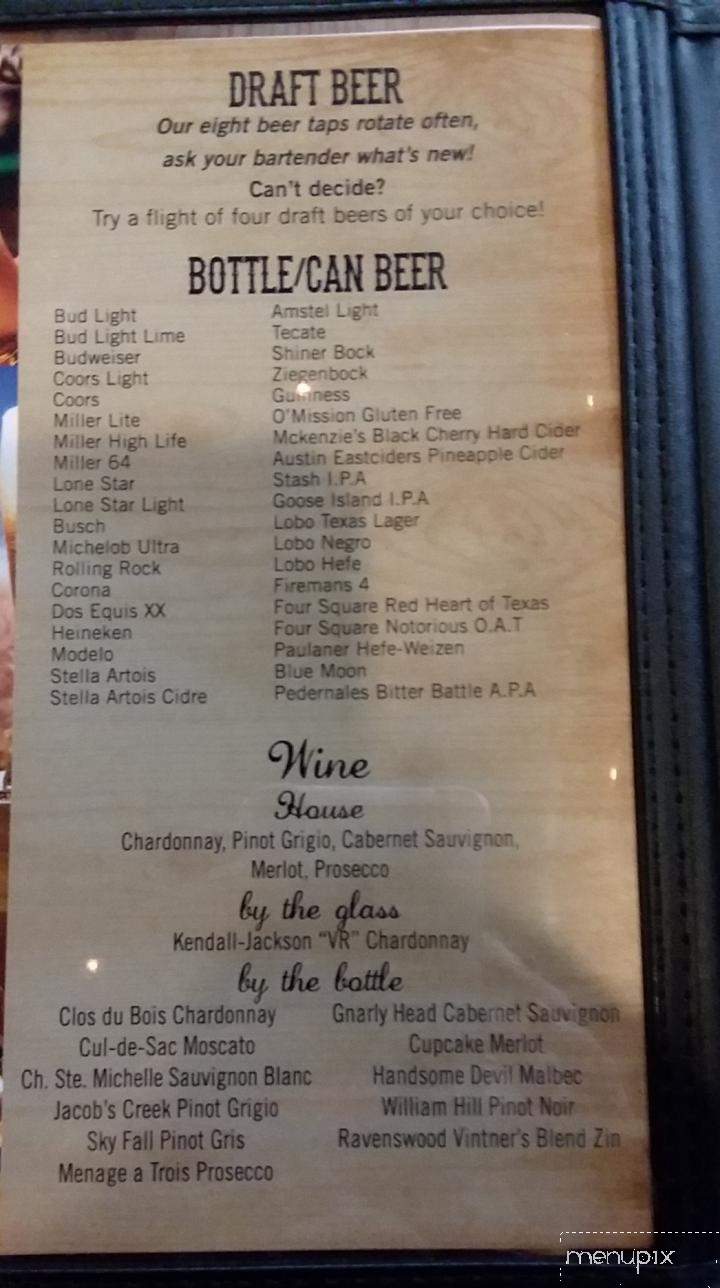 DRAFT BEER
Our eight beer taps rotate often,
ask your bartender what's new!
Can't decide?
Try a flight of four draft beers of your choice!
BOTTLE/CAN BEER
Bud Light
Bud Light Lime
Budweiser
Coors Light
Coors
Miller Lite
Miller High Life
Miller 64
Lone Star
Lone Star Light
Busch
Michelob Ultra
Rolling Rock
Corona
Dos Equis XX
Heineken
Modelo
Stella Artois
Stella Artois Cidre
Amstel Light
Tecate
Shiner Bock
Ziegenbock
Guinness
O'Mission Gluten Free
Mckenzie's Black Cherry Hard Cider
Austin Eastciders Pineapple Cider
Stash I.P.A
Goose Island I.P.A
Lobo Texas Lager
Lobo Negro
Lobo Hefe
Firemans 4
Four Square Red Heart of Texas
Four Square Notorious O.A.T
Paulaner Hefe-Weizen
Blue Moon
Pedernales Bitter Battle A.P.A
Wine
House
Chardonnay, Pinot Grigio, Cabernet Sauvignon,
Merlot, Prosecco
by the glass
Kendall-Jackson "VR" Chardonnay
by the bottle
Clos du Bois Chardonnay
Cul-de-Sac Moscato
Ch. Ste. Michelle Sauvignon Blanc
Jacob's Creek Pinot Grigio
Sky Fall Pinot Gris
Menage a Trois Prosecco
Gnarly Head Cabernet Sauvignon
Cupcake Merlot
Handsome Devil Malbec
William Hill Pinot Noir
Ravenswood Vintner's Blend Zin
menupix